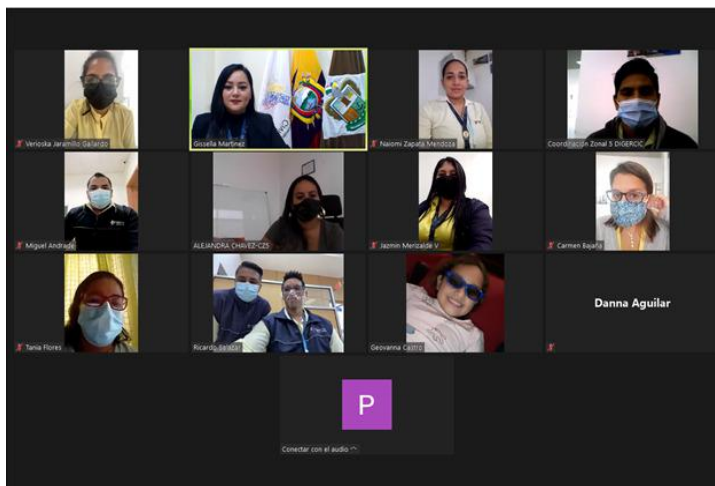 Verioska Jaramillo Gallardo
Gissella Martinez
Naiomi Zapata Mendoza
Coordinación Zonal 5 DIGERCIC
Miguel Andrade
ALEJANDRA CHAVEZ-CZ5
Jazmin Merizalde V
Carmen Bajaña
Tania Flores
Ricardo Salazar
Geovanna Castro
Danna Aguilar
P
Conectar con el audio